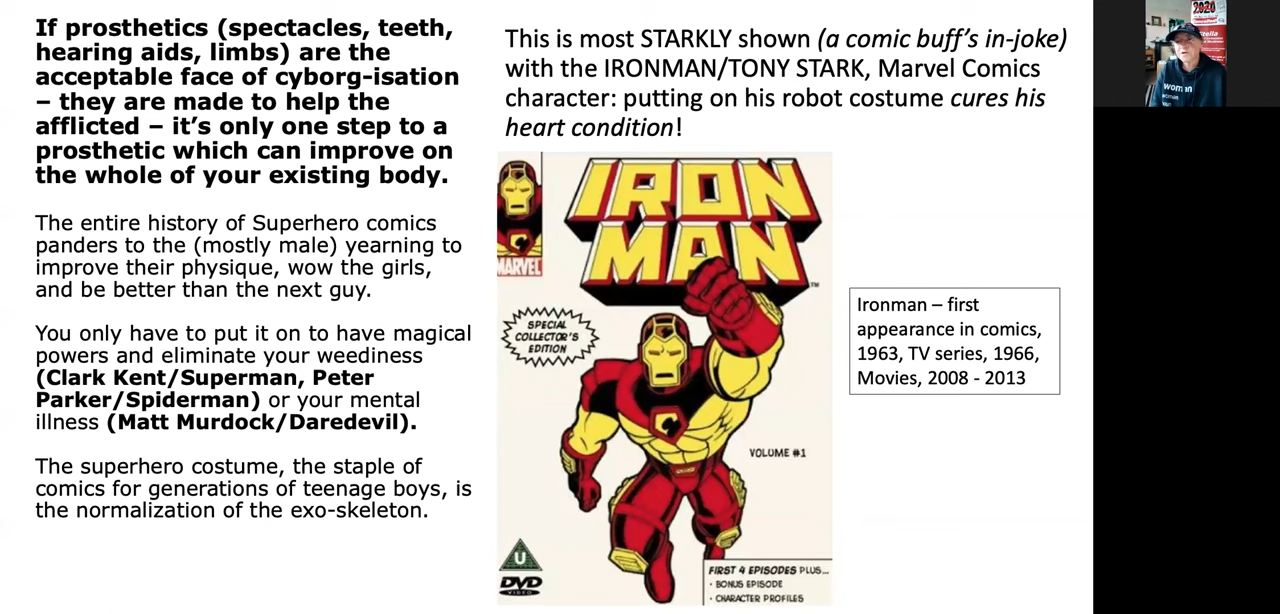 If prosthetics (spectacles, teeth,
hearing aids, limbs) are the
acceptable face of cyborg-isation
– they are made to help the
afflicted – it's only one step to a
prosthetic which can improve on
the whole of your existing body.
The entire history of Superhero comics
panders to the (mostly male) yearning to
improve their physique, wow the girls,
and be better than the next guy.
You only have to put it on to have magical
powers and eliminate your weediness
(Clark Kent/Superman, Peter
Parker/Spiderman) or your mental
illness (Matt Murdock/Daredevil).
The superhero costume, the staple of
comics for generations of teenage boys, is
the normalization of the exo-skeleton.
This is most STARKLY shown (a comic buff's in-joke)
with the IRONMAN/TONY STARK, Marvel Comics
character: putting on his robot costume cures his
heart condition!
MARVEL
IRON
MAN
TM
SPECIAL
COLLECTOR'S
EDITION
VOLUME #1
U
DVD
VIDEO
FIRST 4 EPISODES PLUS...
· BONUS EPISODE
· CHARACTER PROFILES
Ironman – first
appearance in comics,
1963, TV series, 1966,
Movies, 2008 - 2013
2020
Stella
woman